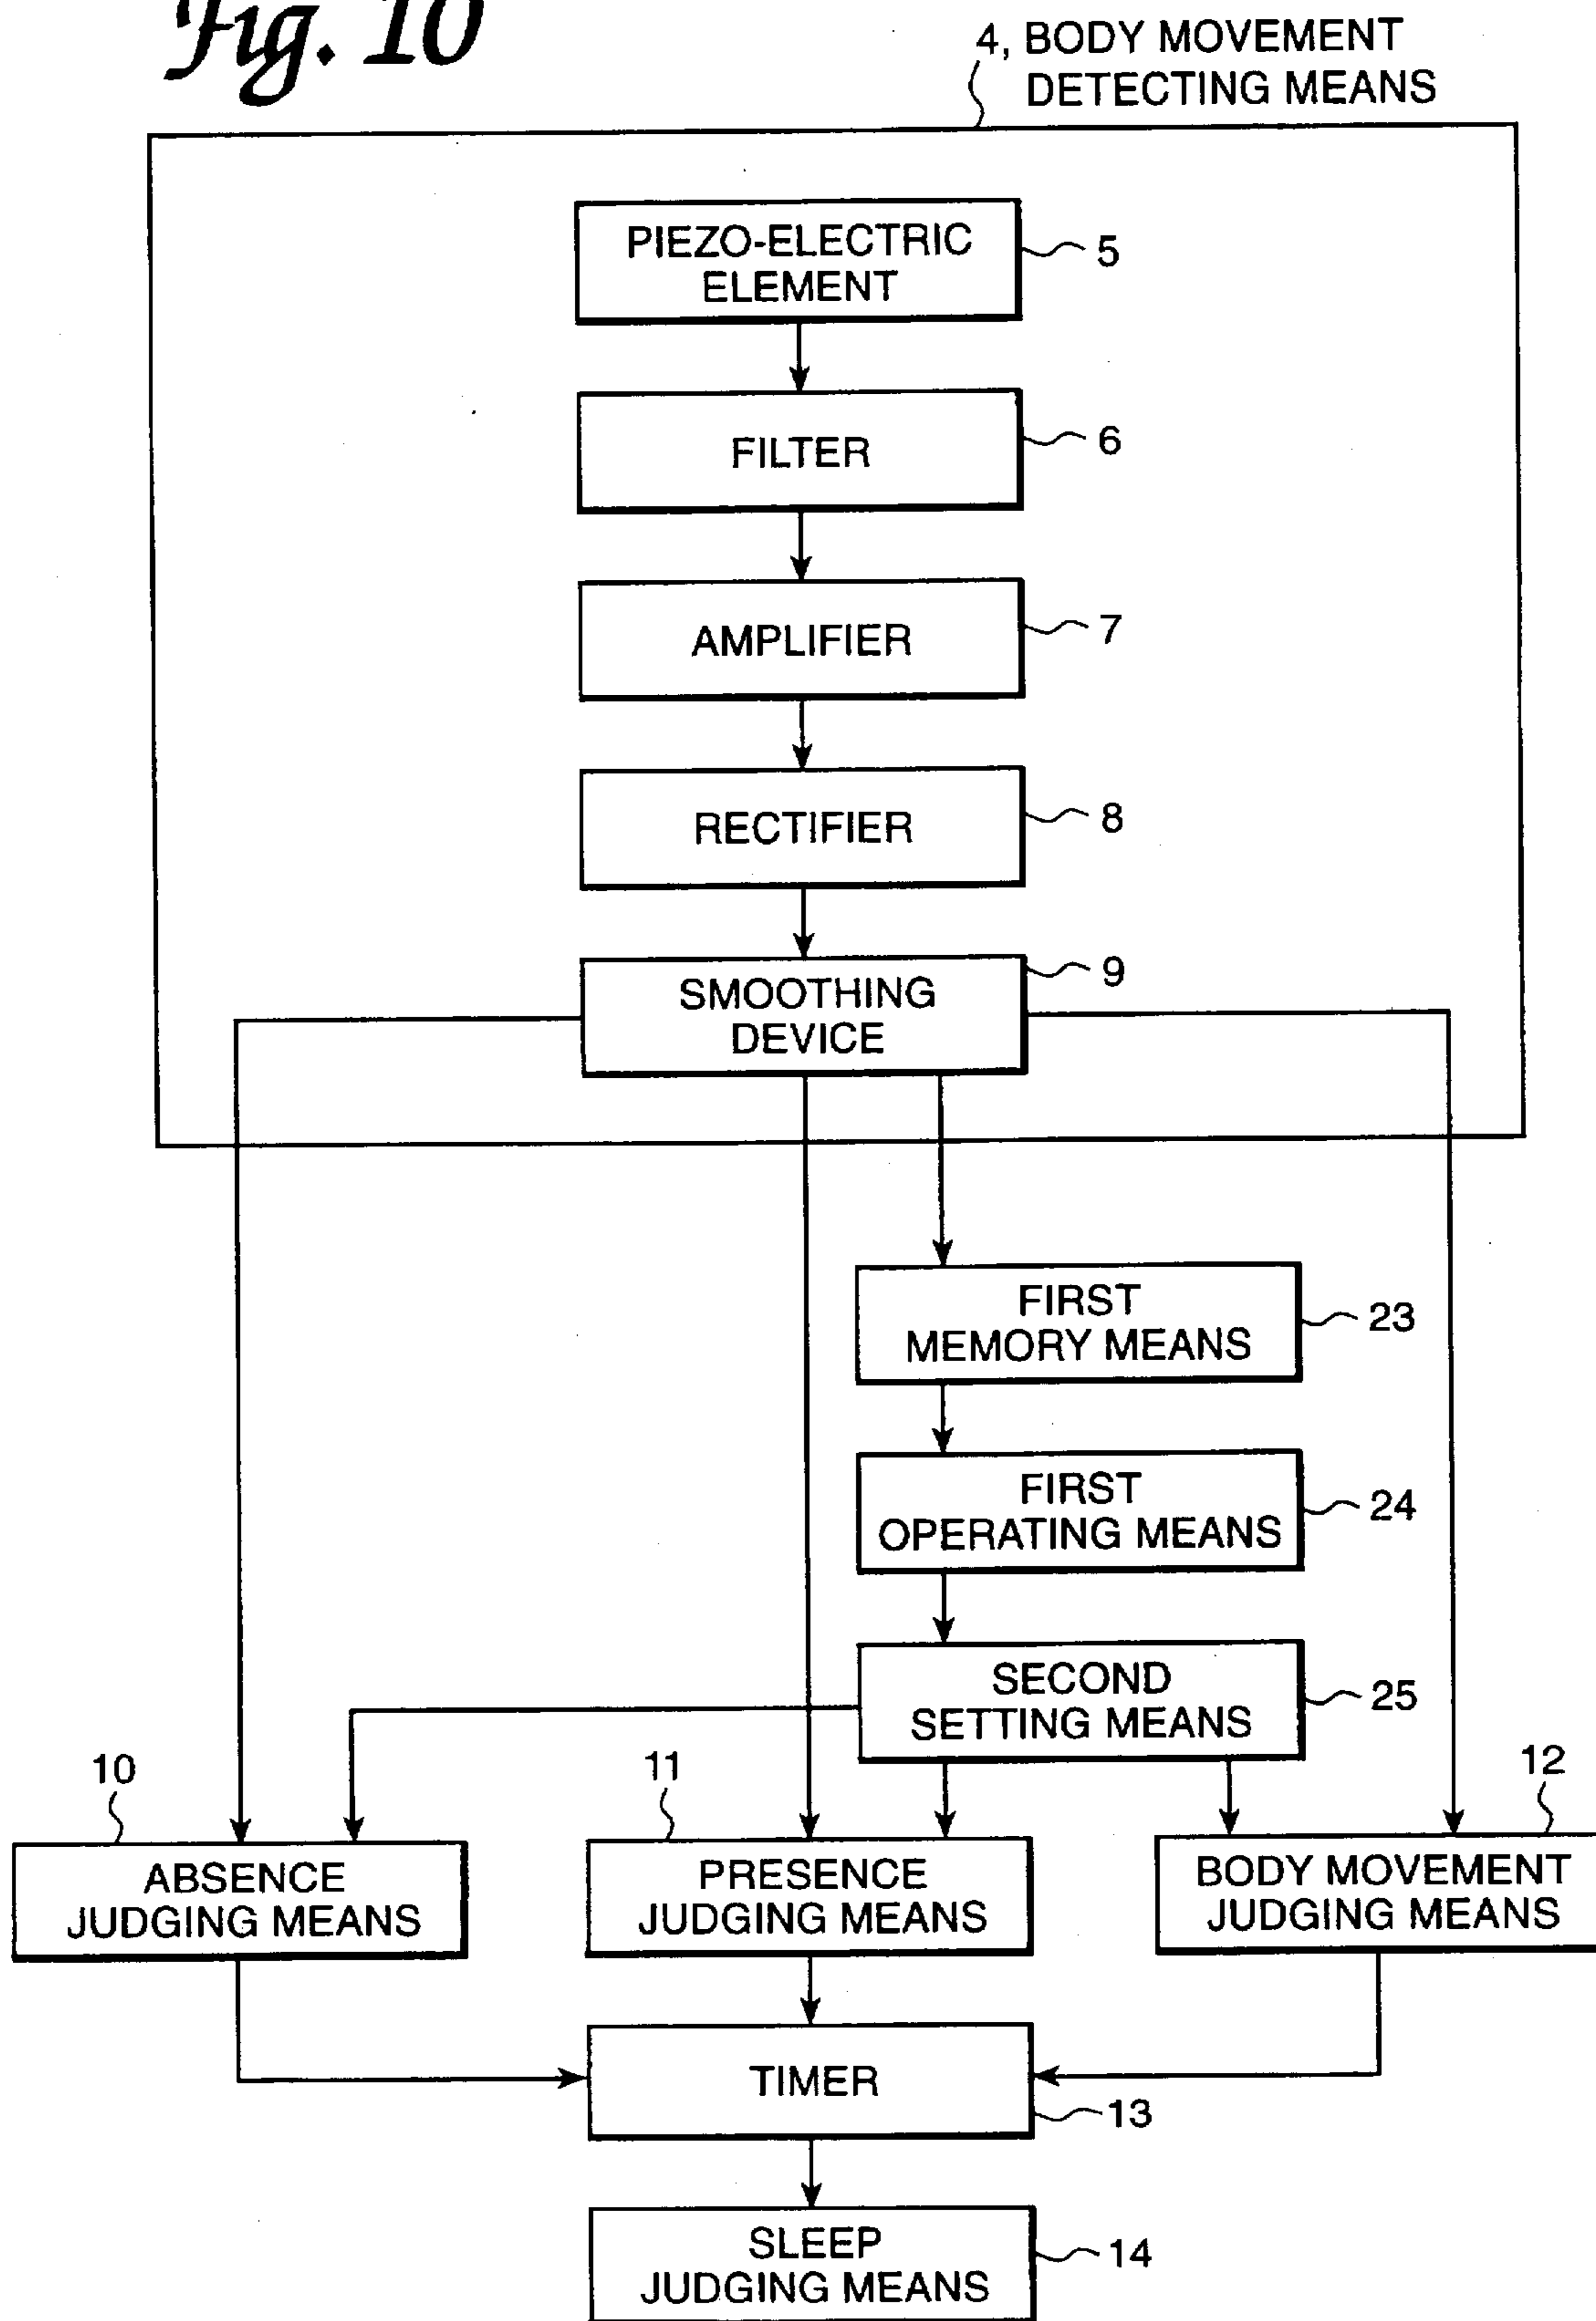 Fig. 10
4, BODY MOVEMENT
DETECTING MEANS
PIEZO-ELECTRIC
ELEMENT
5
FILTER
6
AMPLIFIER
7
RECTIFIER
8
SMOOTHING
DEVICE
9
FIRST
MEMORY MEANS
23
FIRST
OPERATING MEANS
24
SECOND
SETTING MEANS
25
10
11
12
ABSENCE
JUDGING MEANS
PRESENCE
JUDGING MEANS
BODY MOVEMENT
JUDGING MEANS
TIMER
13
SLEEP
JUDGING MEANS
14